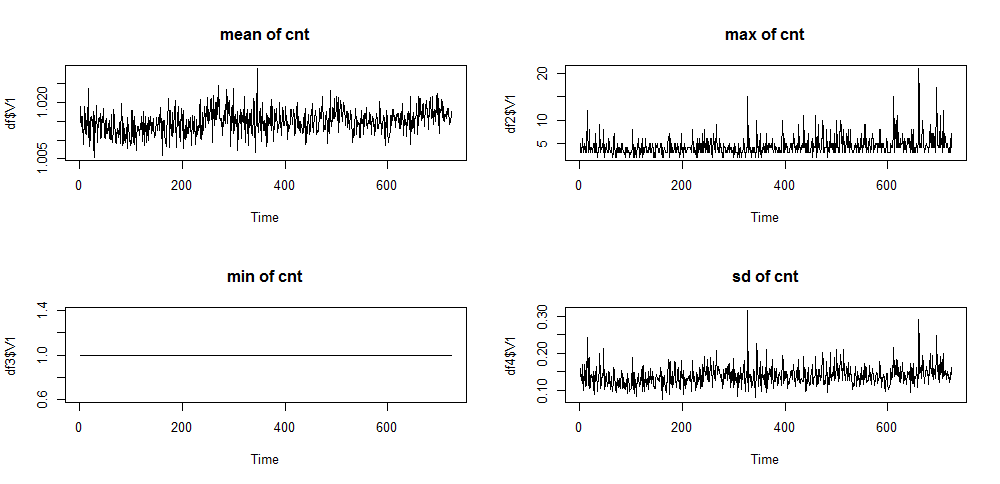 mean of cnt
df$V1
1.005
1.020
0
200
400
600
Time
max of cnt
df2$V1
5
10
20
0
200
400
600
Time
min of cnt
df3$V1
0.6
1.0
1.4
0
200
400
600
Time
sd of cnt
df4$V1
0.10
0.20
0.30
0
200
400
600
Time